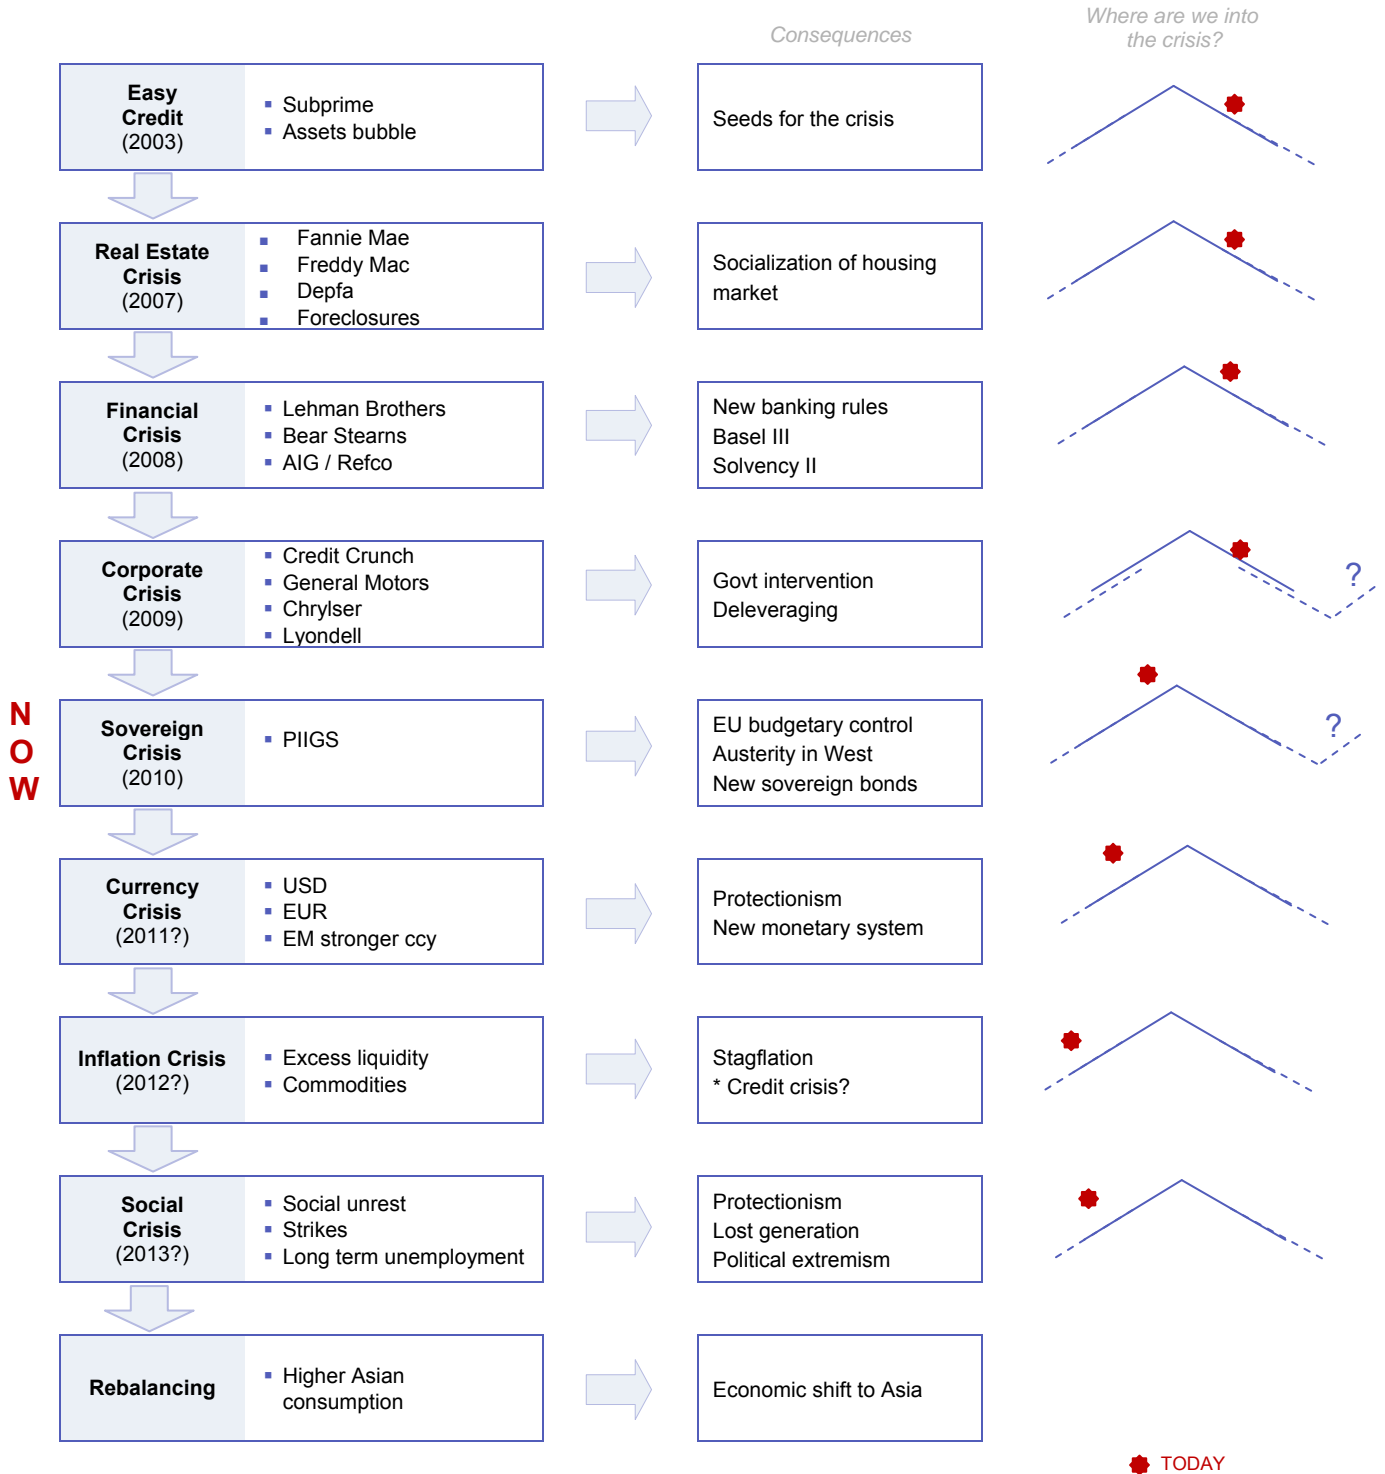 Consequences
Where are we into
the crisis?
Easy
Credit
(2003)
▪ Subprime
▪ Assets bubble
Seeds for the crisis
Real Estate
Crisis
(2007)
▪ Fannie Mae
▪ Freddy Mac
▪ Depfa
▪ Foreclosures
Socialization of housing
market
Financial
Crisis
(2008)
▪ Lehman Brothers
▪ Bear Stearns
▪ AIG / Refco
New banking rules
Basel III
Solvency II
Corporate
Crisis
(2009)
▪ Credit Crunch
▪ General Motors
▪ Chrylser
▪ Lyondell
Govt intervention
Deleveraging
?
N
O
W
Sovereign
Crisis
(2010)
▪ PIIGS
EU budgetary control
Austerity in West
New sovereign bonds
?
Currency
Crisis
(2011?)
▪ USD
▪ EUR
▪ EM stronger ccy
Protectionism
New monetary system
Inflation Crisis
(2012?)
▪ Excess liquidity
▪ Commodities
Stagflation
* Credit crisis?
Social
Crisis
(2013?)
▪ Social unrest
▪ Strikes
▪ Long term unemployment
Protectionism
Lost generation
Political extremism
Rebalancing
▪ Higher Asian
consumption
Economic shift to Asia
TODAY